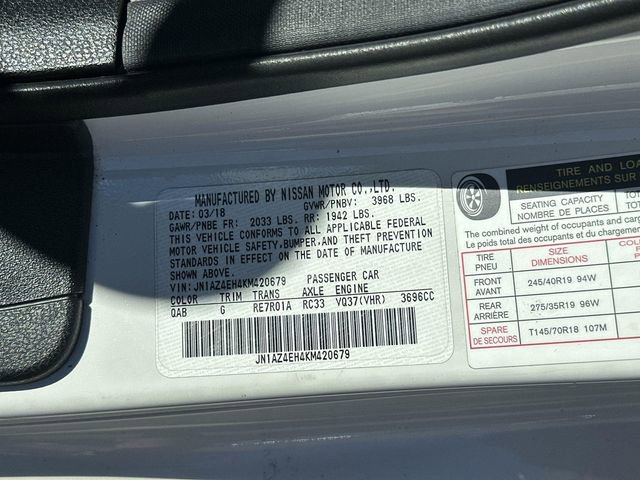 MANUFACTURED BY NISSAN MOTOR CO.,LTD.
DATE: 03/18 GVWR/PNBV: 3968 LBS.
GAWR/PNBE FR: 2033 LBS. RR: 1942 LBS.
THIS VEHICLE CONFORMS TO ALL APPLICABLE FEDERAL
MOTOR VEHICLE SAFETY,BUMPER,AND THEFT PREVENTION
STANDARDS IN EFFECT ON THE DATE OF MANUFACTURE
SHOWN ABOVE.
VIN: JN1AZ4EH4KM420679 PASSENGER CAR
COLOR TRIM TRANS AXLE ENGINE
QAB G RE7R01A RC33 VQ37(VHR) 3696CC
JN1AZ4EH4KM420679
TIRE AND LOA
RENSEIGNEMENTS SUR
SEATING CAPACITY
NOMBRE DE PLACES
The combined weight of occupants and carg
Le poids total des occupants et du charg
TIRE SIZE
PNEU DIMENSIONS
FRONT
AVANT 245/40R19 94W
REAR
ARRIÈRE 275/35R19 96W
SPARE
DE SECOURS T145/70R18 107M